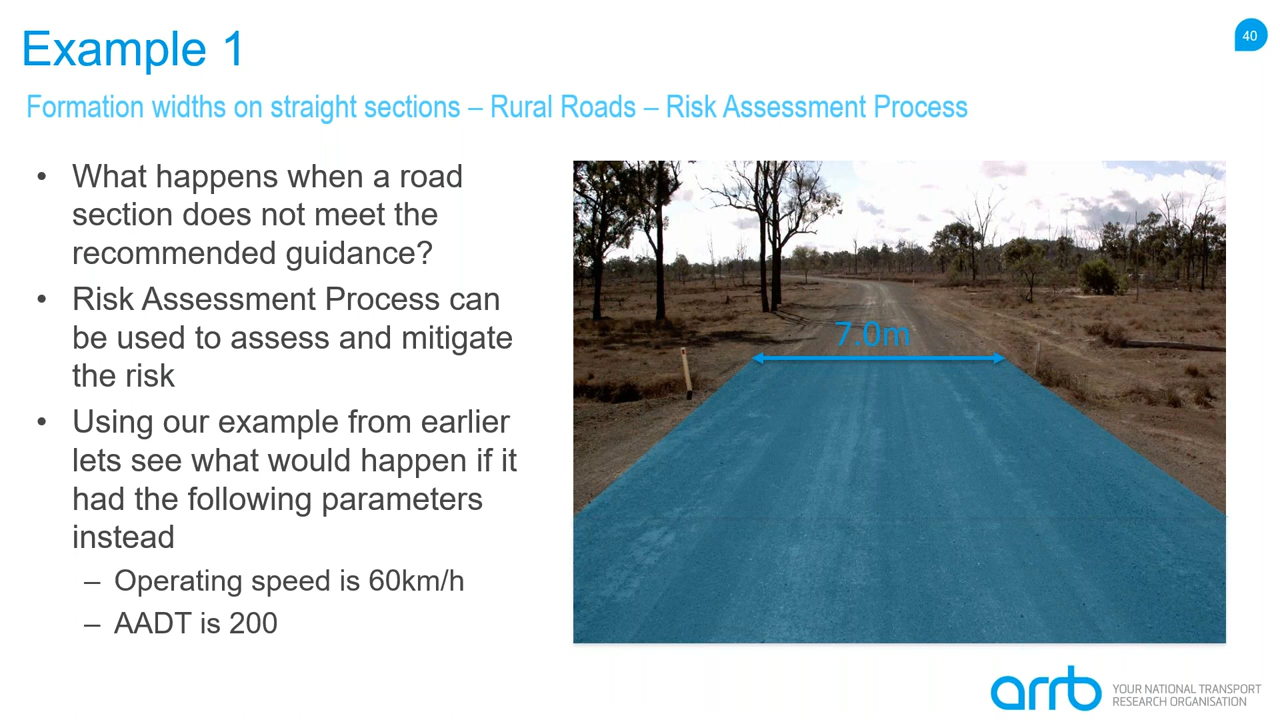 Example 1
40
Formation widths on straight sections – Rural Roads – Risk Assessment Process
• What happens when a road
section does not meet the
recommended guidance?
• Risk Assessment Process can
be used to assess and mitigate
the risk
• Using our example from earlier
lets see what would happen if it
had the following parameters
instead
– Operating speed is 60km/h
– AADT is 200
7.0m
arrb
YOUR NATIONAL TRANSPORT
RESEARCH ORGANISATION